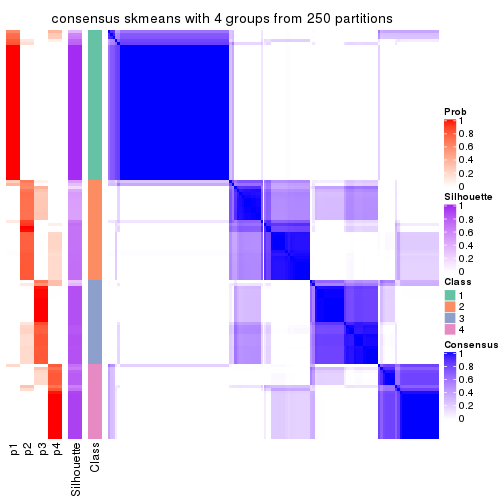 consensus skmeans with 4 groups from 250 partitions
Prob
1
0.8
0.6
0.4
0.2
0
Silhouette
1
0.8
0.6
0.4
0.2
0
Class
1
2
3
4
Consensus
1
0.8
0.6
0.4
0.2
0
p1
p2
p3
p4
Silhouette
Class